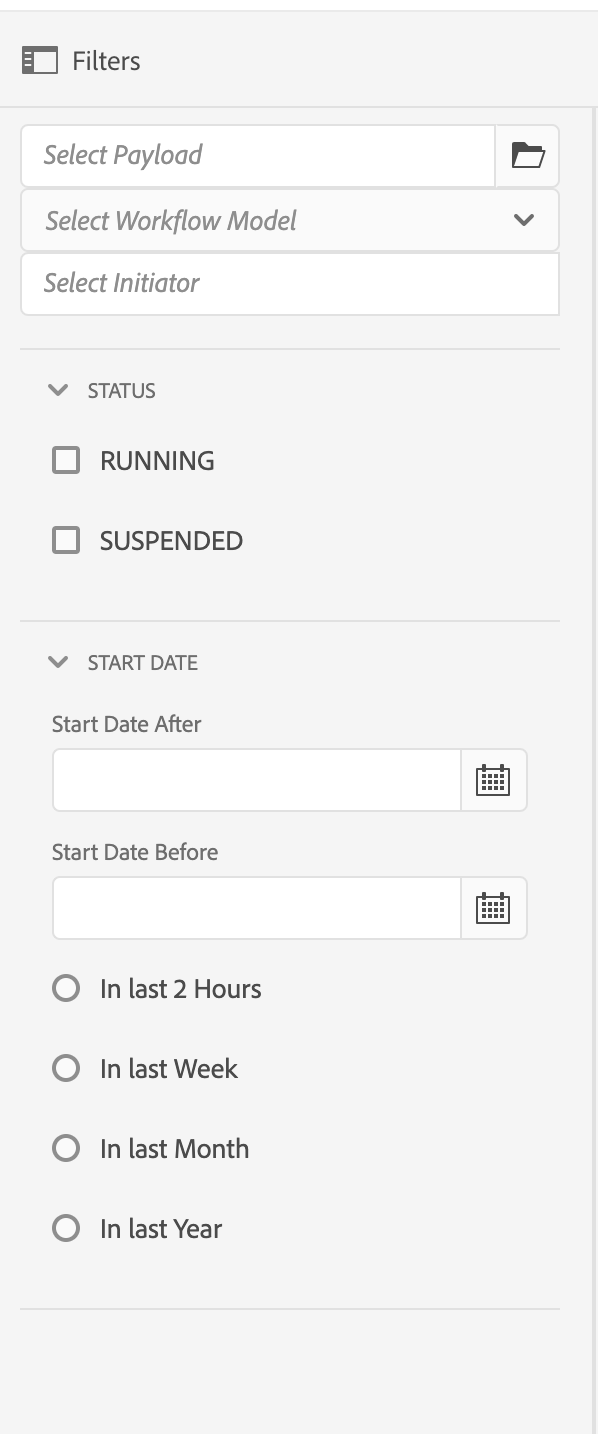 Filters
Select Payload
Select Workflow Model
Select Initiator
STATUS
RUNNING
SUSPENDED
START DATE
Start Date After
Start Date Before
In last 2 Hours
In last Week
In last Month
In last Year